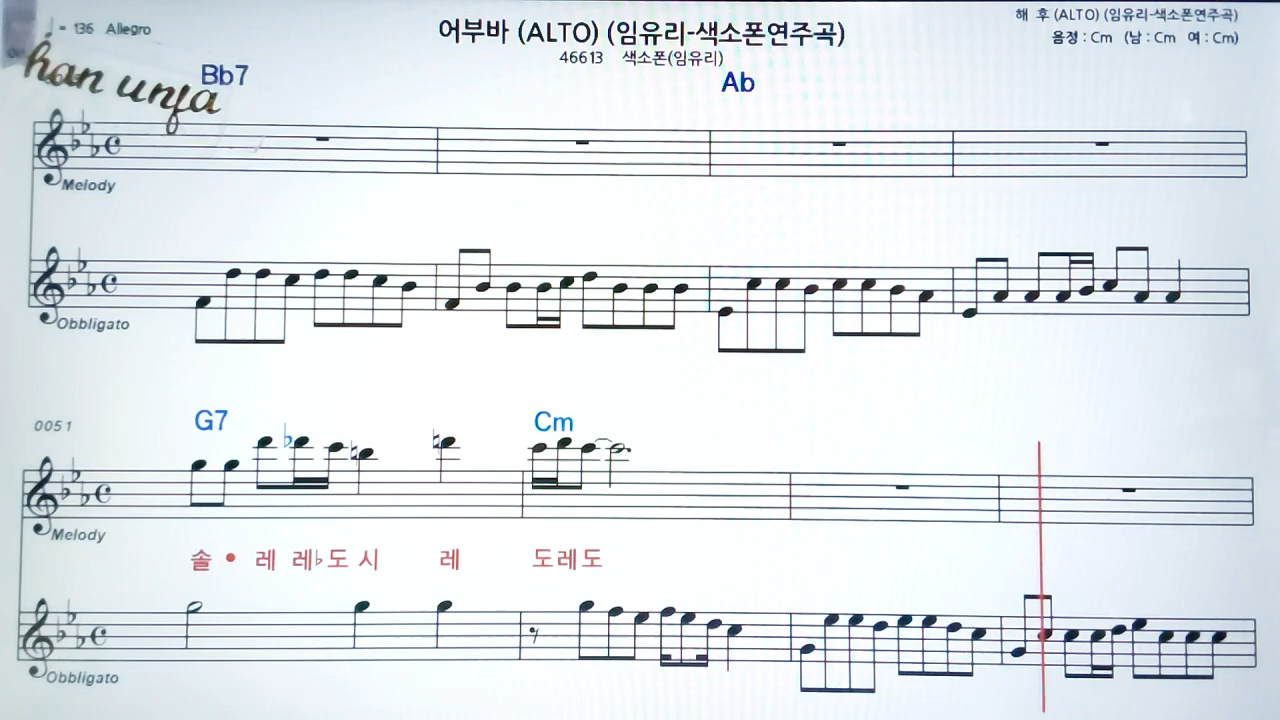 ♩ = 136 Allegro
어부바 (ALTO) (임유리-색소폰연주곡)
46613 색소폰(임유리)
해 후 (ALTO) (임유리-색소폰연주곡)
음정 : Cm (남 : Cm 여 : Cm)
han unja
Bb7 Ab
Melody
Obbligato
0051
G7 Cm
Melody
솔 • 레 레♭도 시 레 도레도
Obbligato